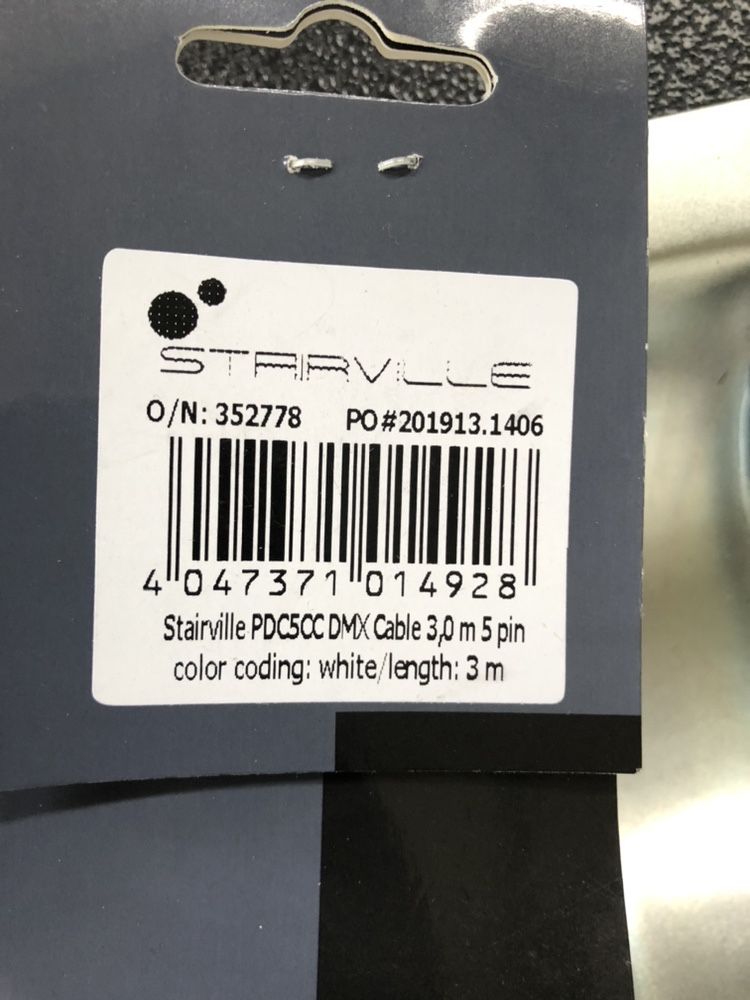 STAIRVILLE
O/N: 352778 PO#201913.1406
4 047371 014928
Stairville PDC5CC DMX Cable 3,0 m 5 pin
color coding: white/length: 3 m